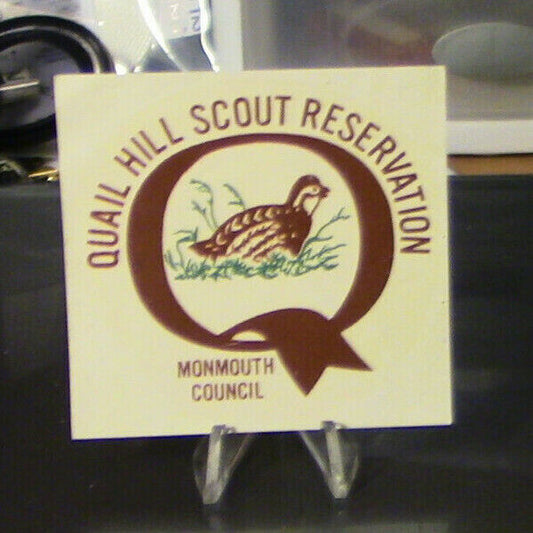 QUAIL HILL SCOUT RESERVATION
Q
MONMOUTH
COUNCIL